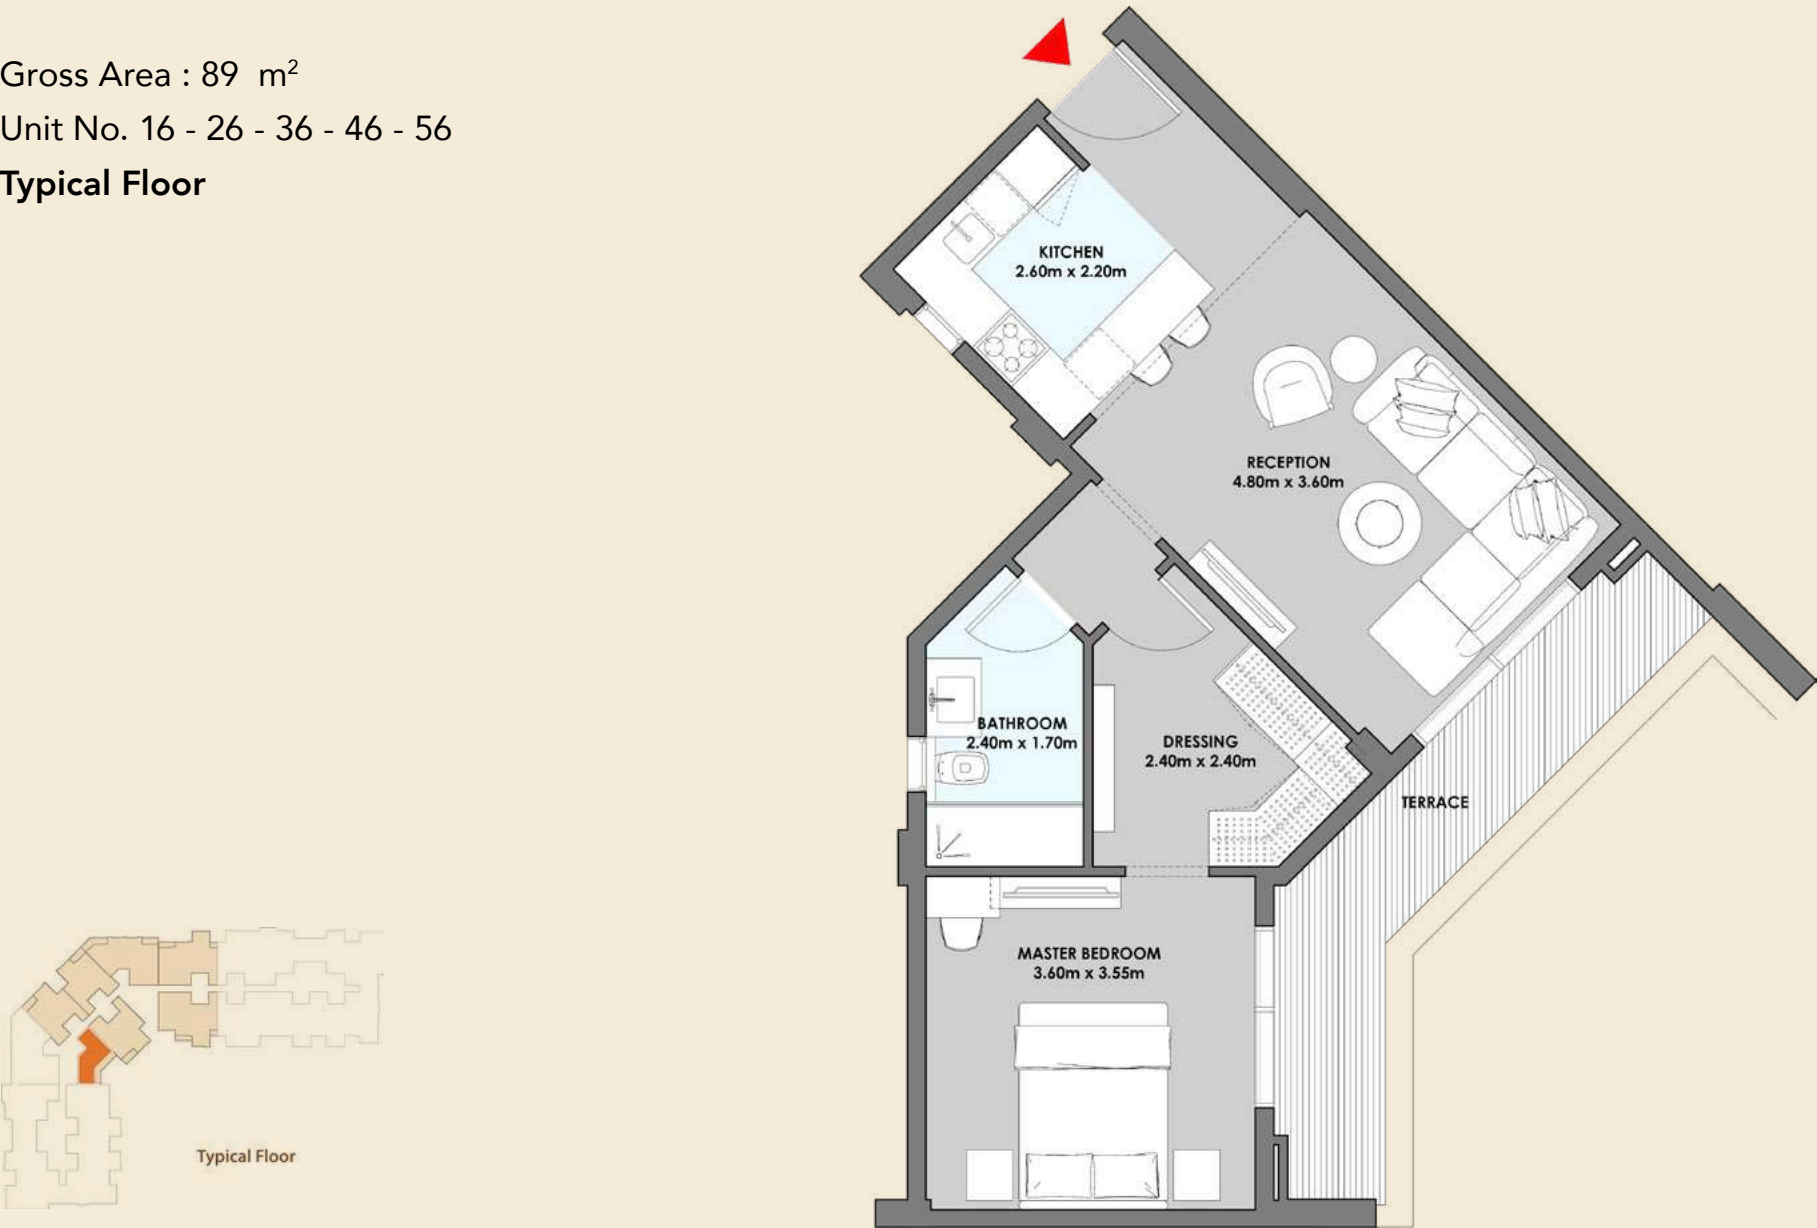 Gross Area : 89 m²
Unit No. 16 - 26 - 36 - 46 - 56
Typical Floor
KITCHEN
2.60m x 2.20m
RECEPTION
4.80m x 3.60m
BATHROOM
2.40m x 1.70m
DRESSING
2.40m x 2.40m
TERRACE
MASTER BEDROOM
3.60m x 3.55m
Typical Floor